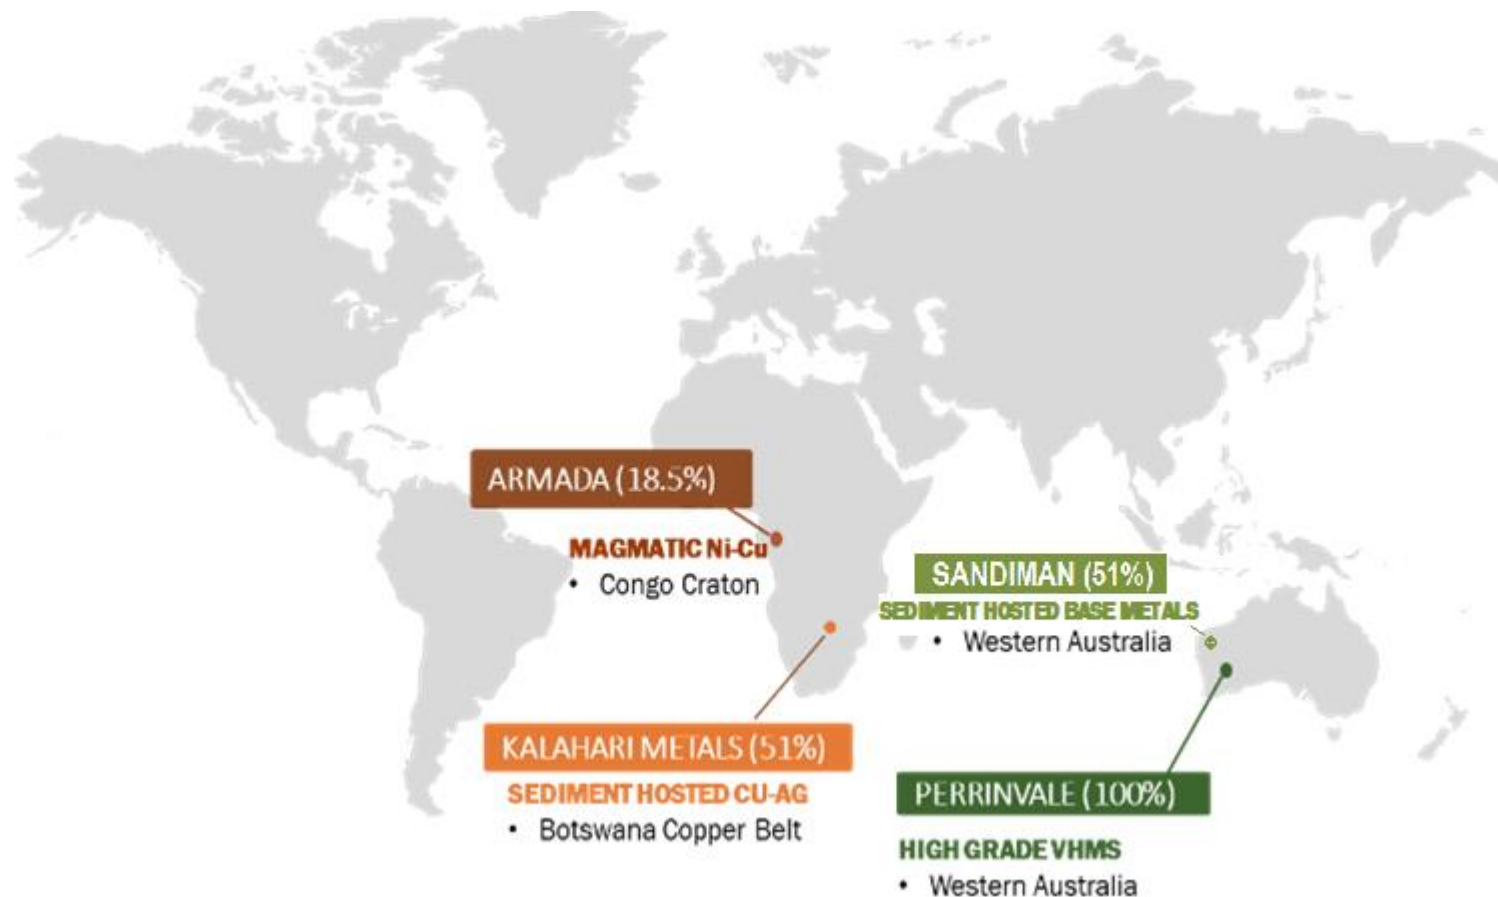 ARMADA (18.5%)
MAGMATIC Ni-Cu
• Congo Craton
SANDIMAN (51%)
SEDIMENT HOSTED BASE METALS
• Western Australia
KALAHARI METALS (51%)
SEDIMENT HOSTED CU-AG
• Botswana Copper Belt
PERRINVALE (100%)
HIGH GRADE VHMS
• Western Australia